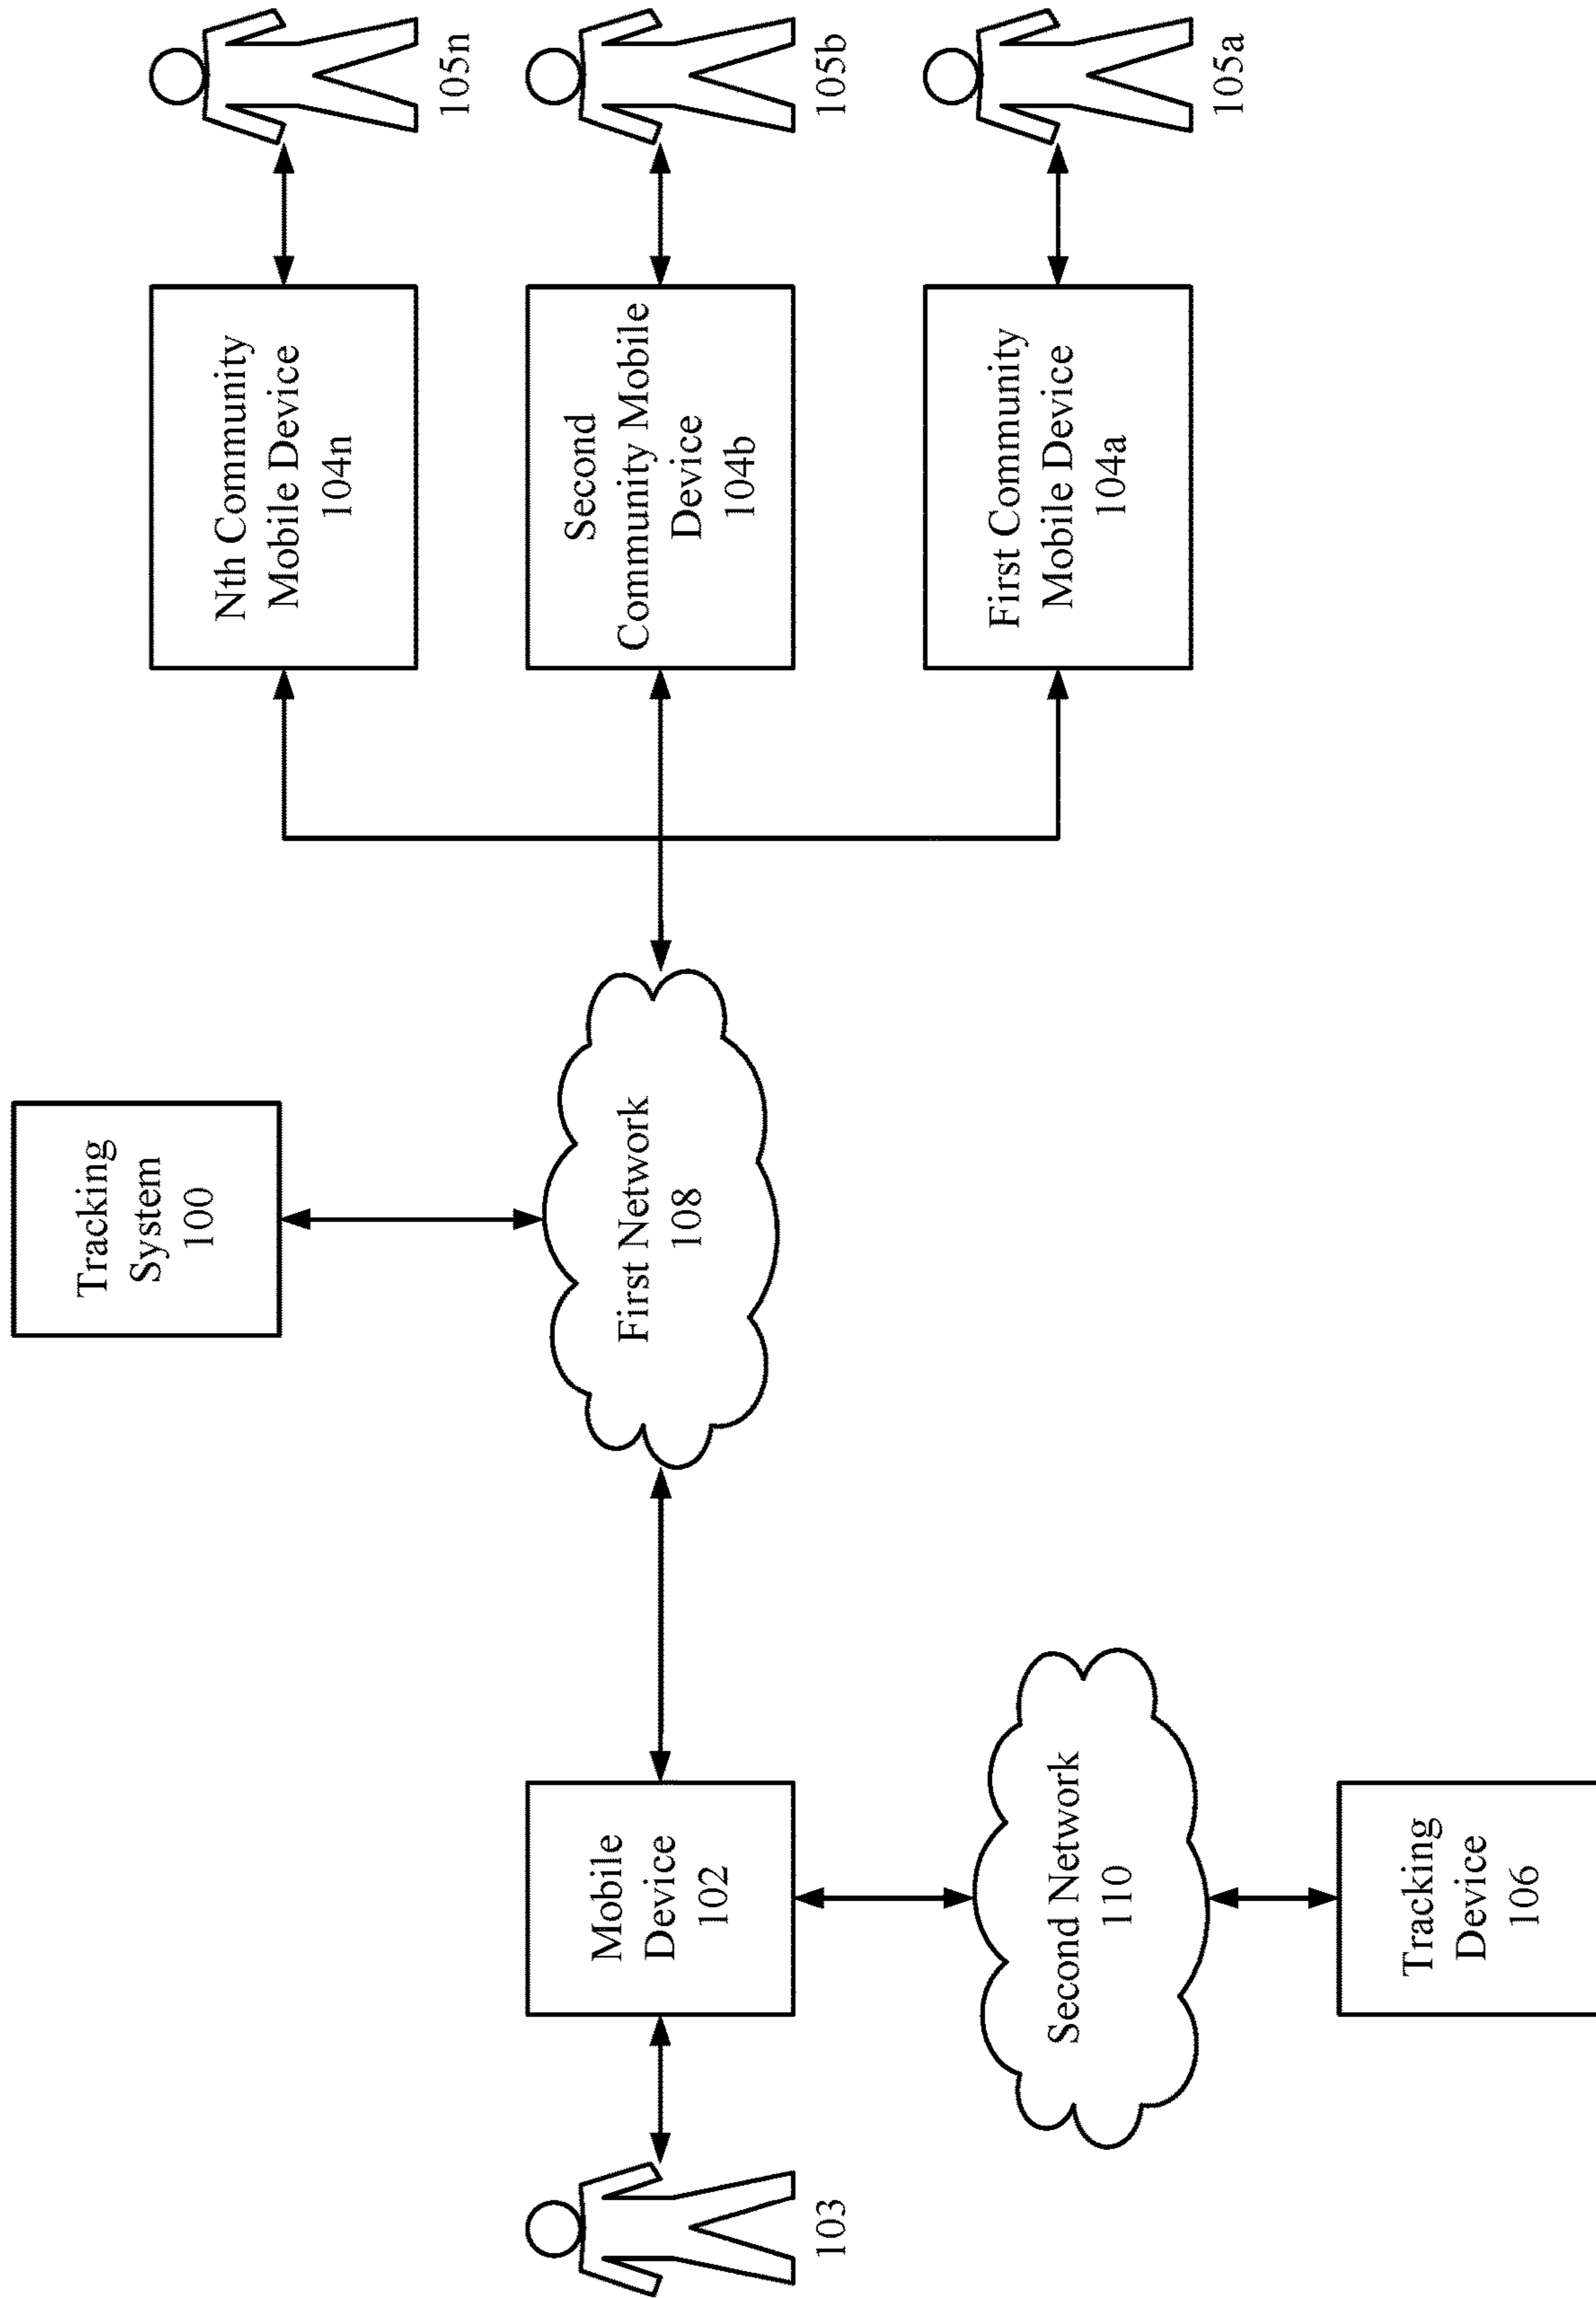 Tracking
System
100
Nth Community
Mobile Device
104n
105n
103
Mobile
Device
102
First Network
108
Second
Community Mobile
Device
104b
105b
Second Network
110
First Community
Mobile Device
104a
105a
Tracking
Device
106